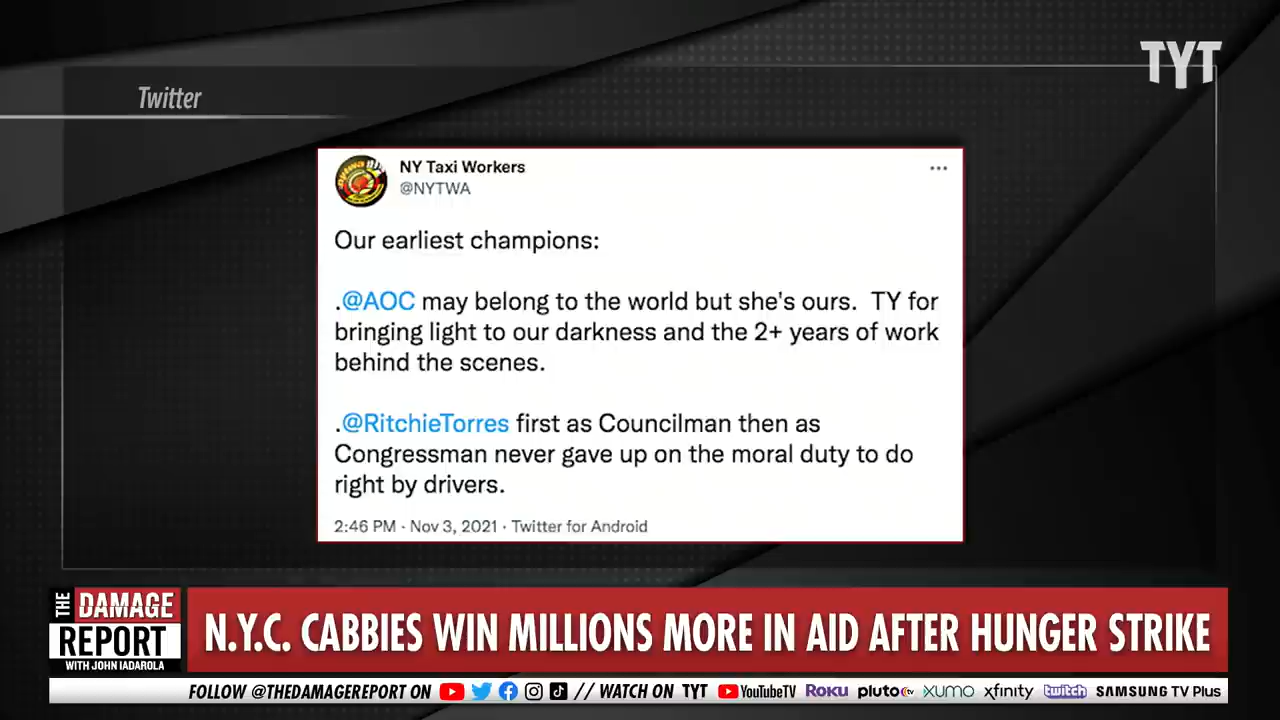 TYT
Twitter
NY Taxi Workers
@NYTWA
Our earliest champions:
.@AOC may belong to the world but she's ours. TY for
bringing light to our darkness and the 2+ years of work
behind the scenes.
.@RitchieTorres first as Councilman then as
Congressman never gave up on the moral duty to do
right by drivers.
2:46 PM · Nov 3, 2021 · Twitter for Android
THE DAMAGE REPORT
WITH JOHN IADAROLA
N.Y.C. CABBIES WIN MILLIONS MORE IN AID AFTER HUNGER STRIKE
FOLLOW @THEDAMAGEREPORT ON // WATCH ON TYT YouTubeTV ROKU pluto tv XUMO xfinity twitch SAMSUNG TV Plus